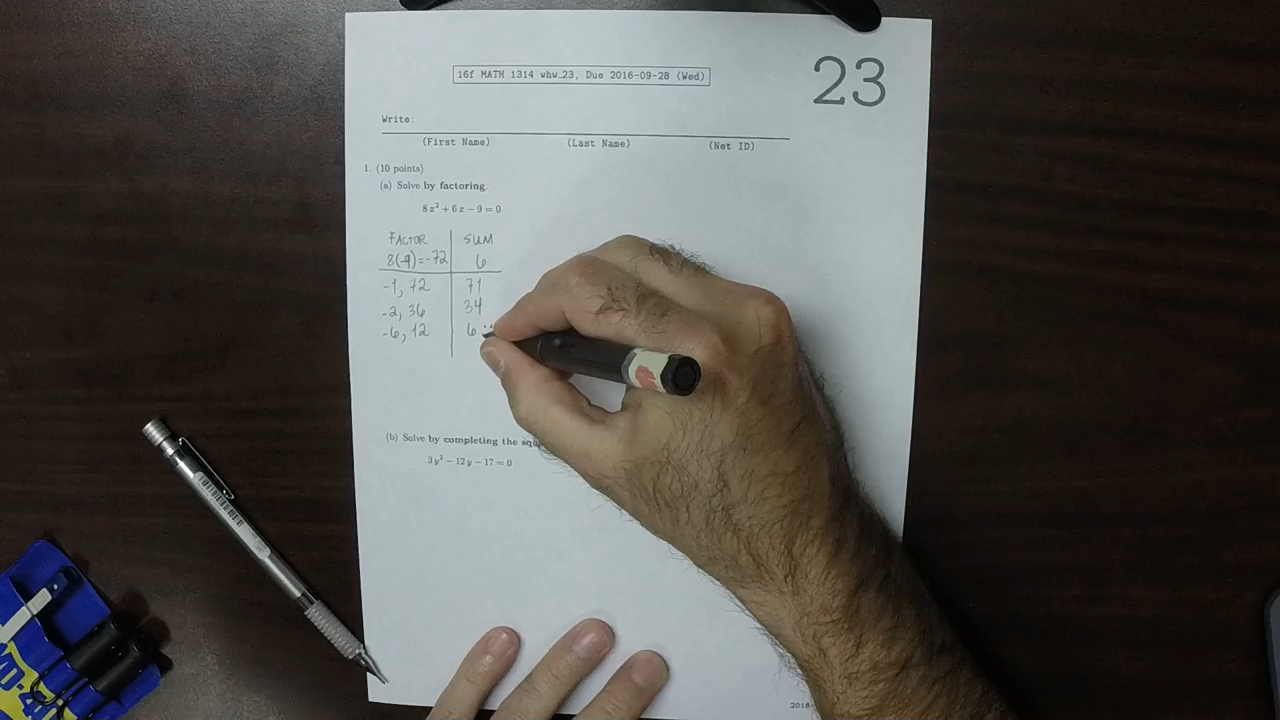 23
16f MATH 1314 whw_23, Due 2016-09-28 (Wed)
Write:
(First Name) (Last Name) (Net ID)
1. (10 points)
(a) Solve by factoring.
8x² + 6x − 9 = 0
FACTOR SUM
8(-9)=-72 6
-1, 72 71
-2, 36 34
-6, 12 6
(b) Solve by completing the
3y² − 12y − 17 = 0
2016-